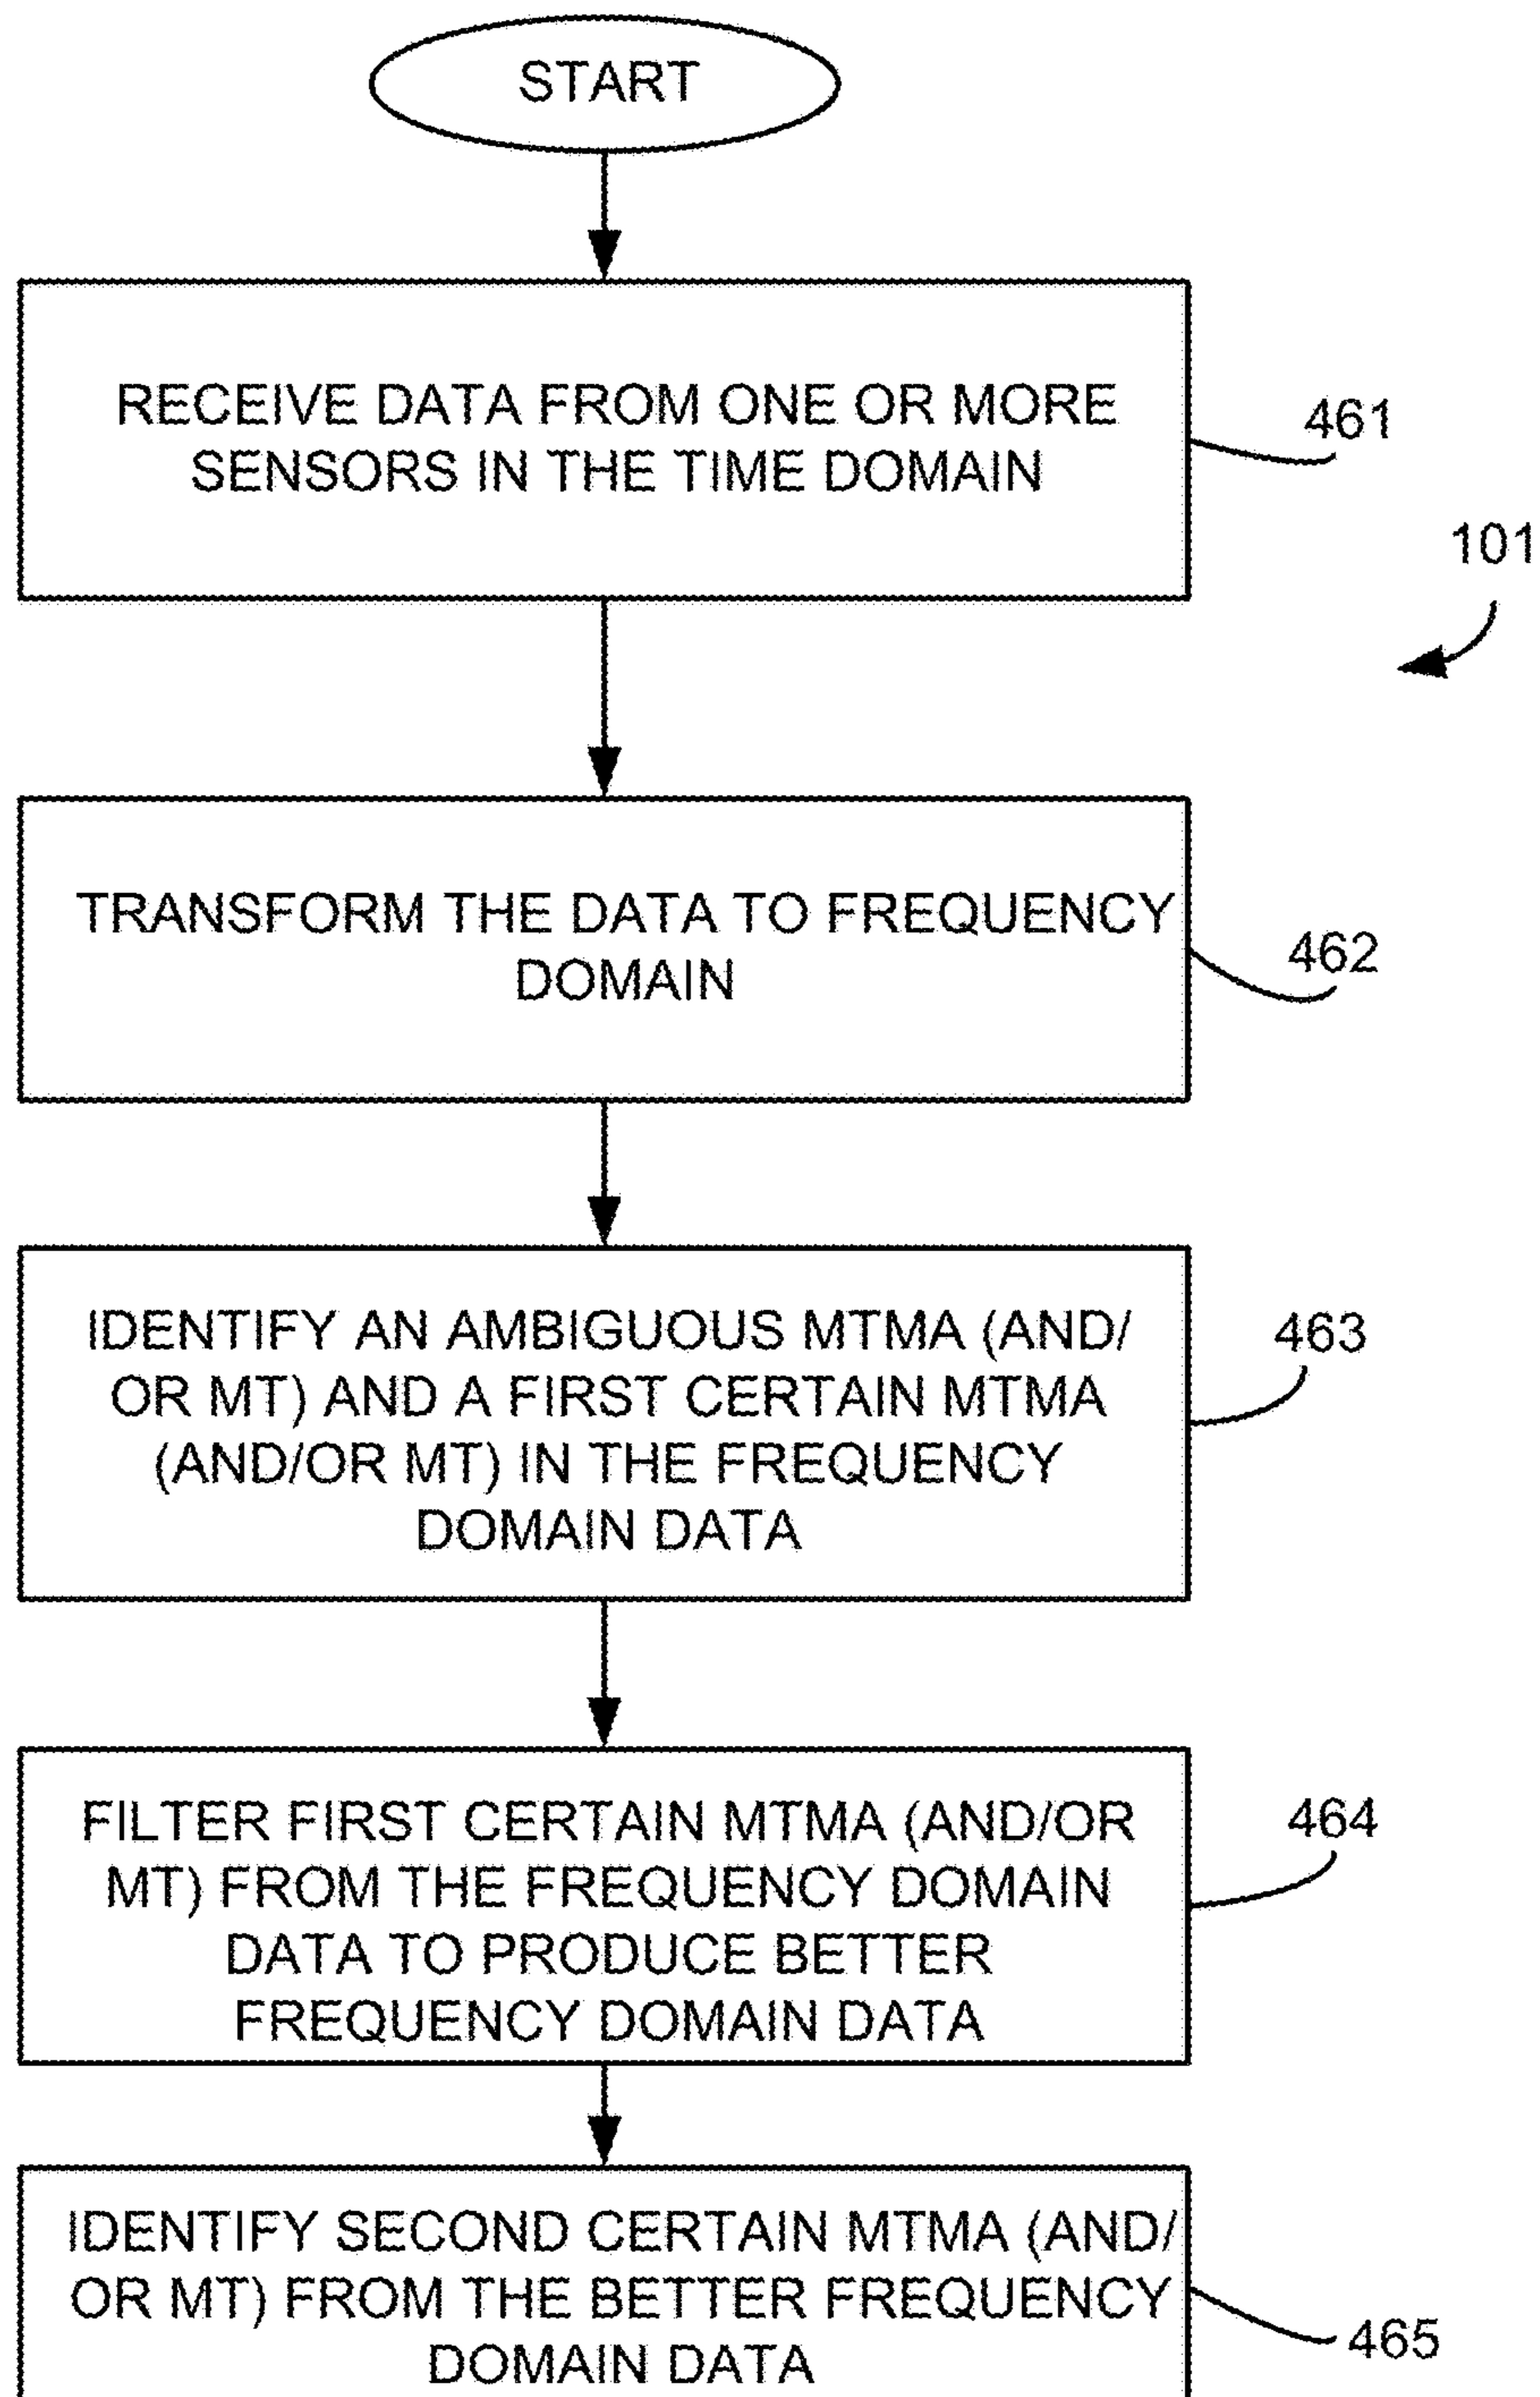 START
RECEIVE DATA FROM ONE OR MORE
SENSORS IN THE TIME DOMAIN
461
101
TRANSFORM THE DATA TO FREQUENCY
DOMAIN
462
IDENTIFY AN AMBIGUOUS MTMA (AND/
OR MT) AND A FIRST CERTAIN MTMA
(AND/OR MT) IN THE FREQUENCY
DOMAIN DATA
463
FILTER FIRST CERTAIN MTMA (AND/OR
MT) FROM THE FREQUENCY DOMAIN
DATA TO PRODUCE BETTER
FREQUENCY DOMAIN DATA
464
IDENTIFY SECOND CERTAIN MTMA (AND/
OR MT) FROM THE BETTER FREQUENCY
DOMAIN DATA
465